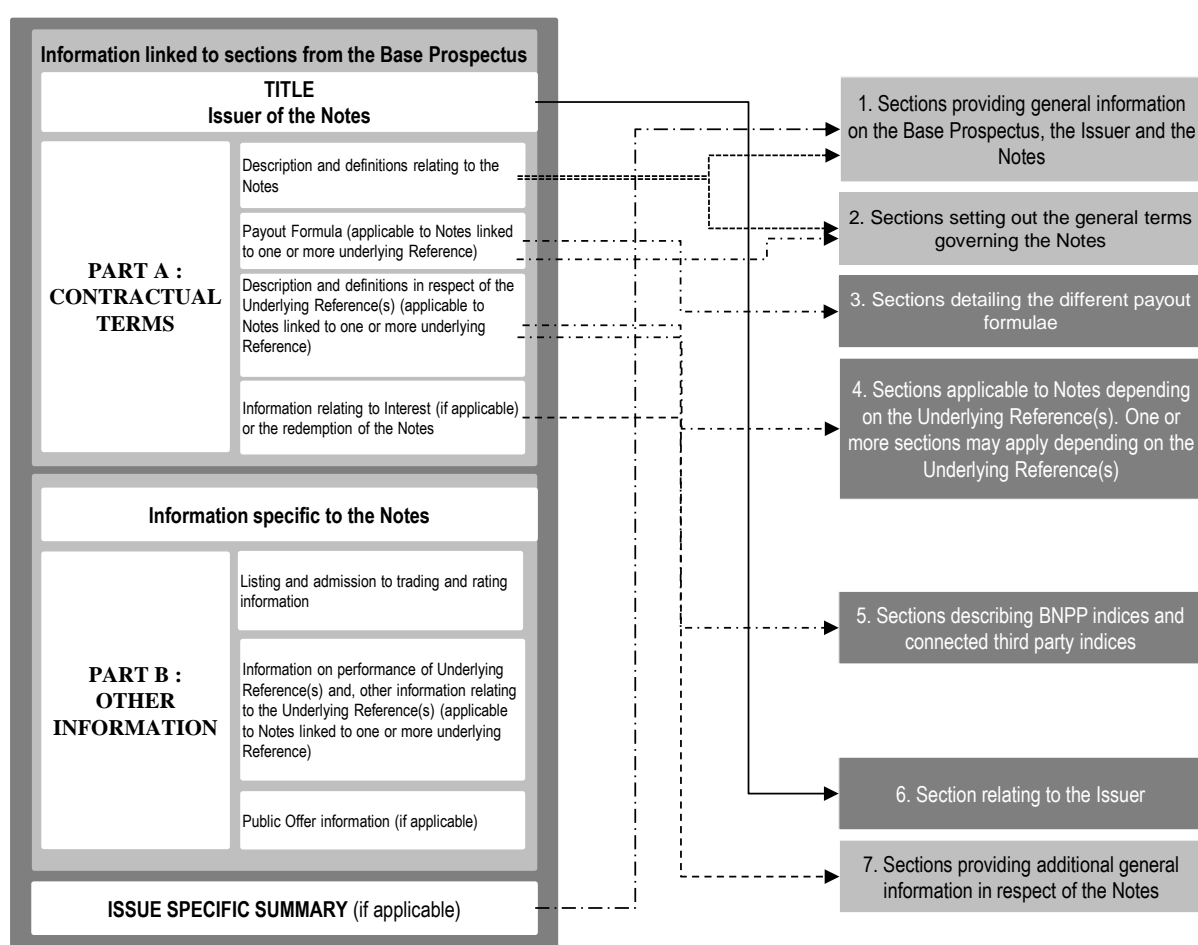 Information linked to sections from the Base Prospectus
TITLE
Issuer of the Notes
PART A :
CONTRACTUAL
TERMS
Description and definitions relating to the
Notes
Payout Formula (applicable to Notes linked
to one or more underlying Reference)
Description and definitions in respect of the
Underlying Reference(s) (applicable to
Notes linked to one or more underlying
Reference)
Information relating to Interest (if applicable)
or the redemption of the Notes
Information specific to the Notes
PART B :
OTHER
INFORMATION
Listing and admission to trading and rating
information
Information on performance of Underlying
Reference(s) and, other information relating
to the Underlying Reference(s) (applicable
to Notes linked to one or more underlying
Reference)
Public Offer information (if applicable)
ISSUE SPECIFIC SUMMARY (if applicable)
1. Sections providing general information
on the Base Prospectus, the Issuer and the
Notes
2. Sections setting out the general terms
governing the Notes
3. Sections detailing the different payout
formulae
4. Sections applicable to Notes depending
on the Underlying Reference(s). One or
more sections may apply depending on the
Underlying Reference(s)
5. Sections describing BNPP indices and
connected third party indices
6. Section relating to the Issuer
7. Sections providing additional general
information in respect of the Notes